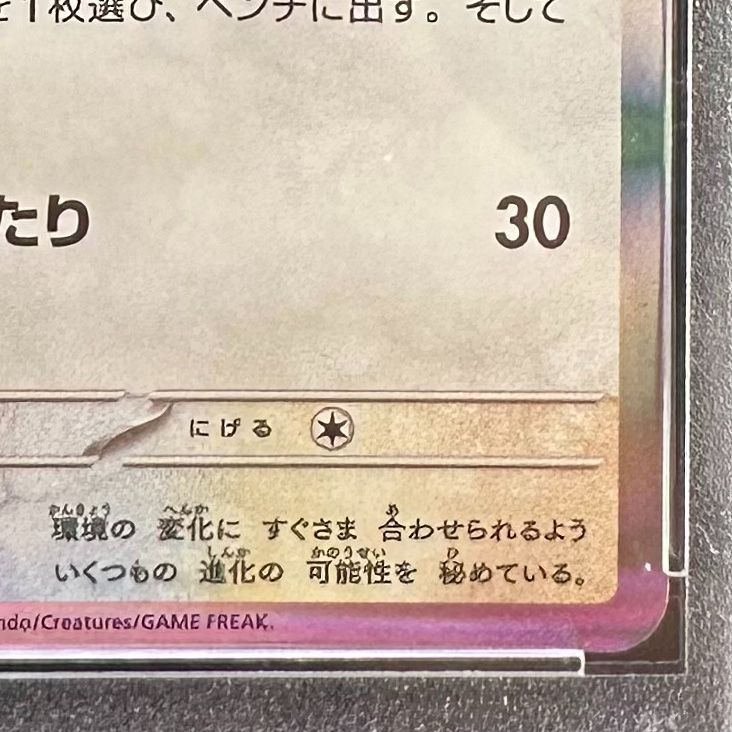 を1枚選び、ベンチに出す。そして
たり 30
にげる
環境の 変化に すぐさま 合わせられるよう
いくつもの 進化の 可能性を 秘めている。
ndo/Creatures/GAME FREAK.